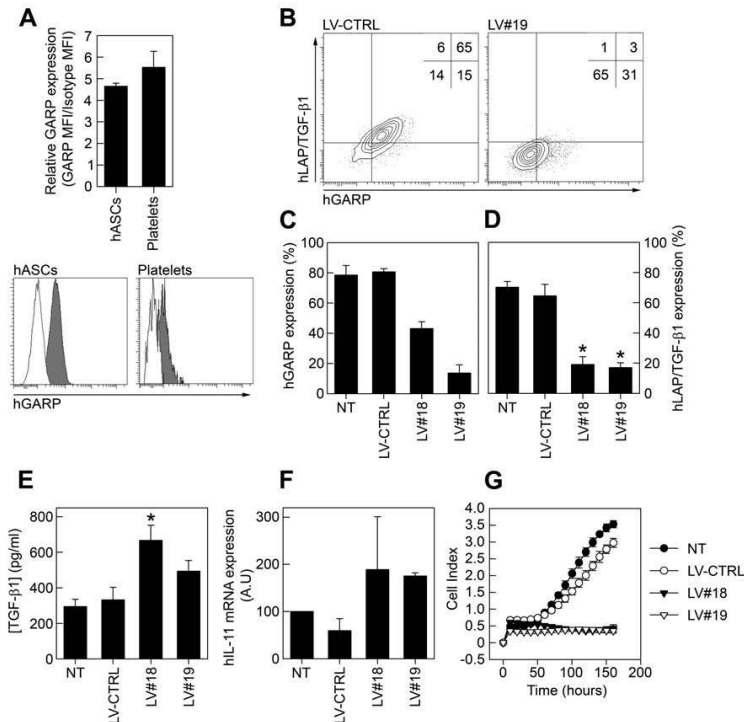 A
Relative GARP expression
(GARP MFI/Isotype MFI)
7
6
5
4
3
2
1
0
hASCs
Platelets
hASCs
Platelets
hGARP
B
LV-CTRL
LV#19
6 65
14 15
1 3
65 31
hLAP/TGF-β1
hGARP
C
hGARP expression (%)
100
80
60
40
20
0
NT
LV-CTRL
LV#18
LV#19
D
* *
100
80
60
40
20
0
hLAP/TGF-β1 expression (%)
NT
LV-CTRL
LV#18
LV#19
E
[TGF-β1] (pg/ml)
800
600
400
200
0
*
NT
LV-CTRL
LV#18
LV#19
F
hIL-11 mRNA expression
(A.U)
300
200
100
0
NT
LV-CTRL
LV#18
LV#19
G
Cell Index
4.0
3.5
3.0
2.5
2.0
1.5
1.0
0.5
0.0
-0.5
0 50 100 150 200
Time (hours)
NT
LV-CTRL
LV#18
LV#19